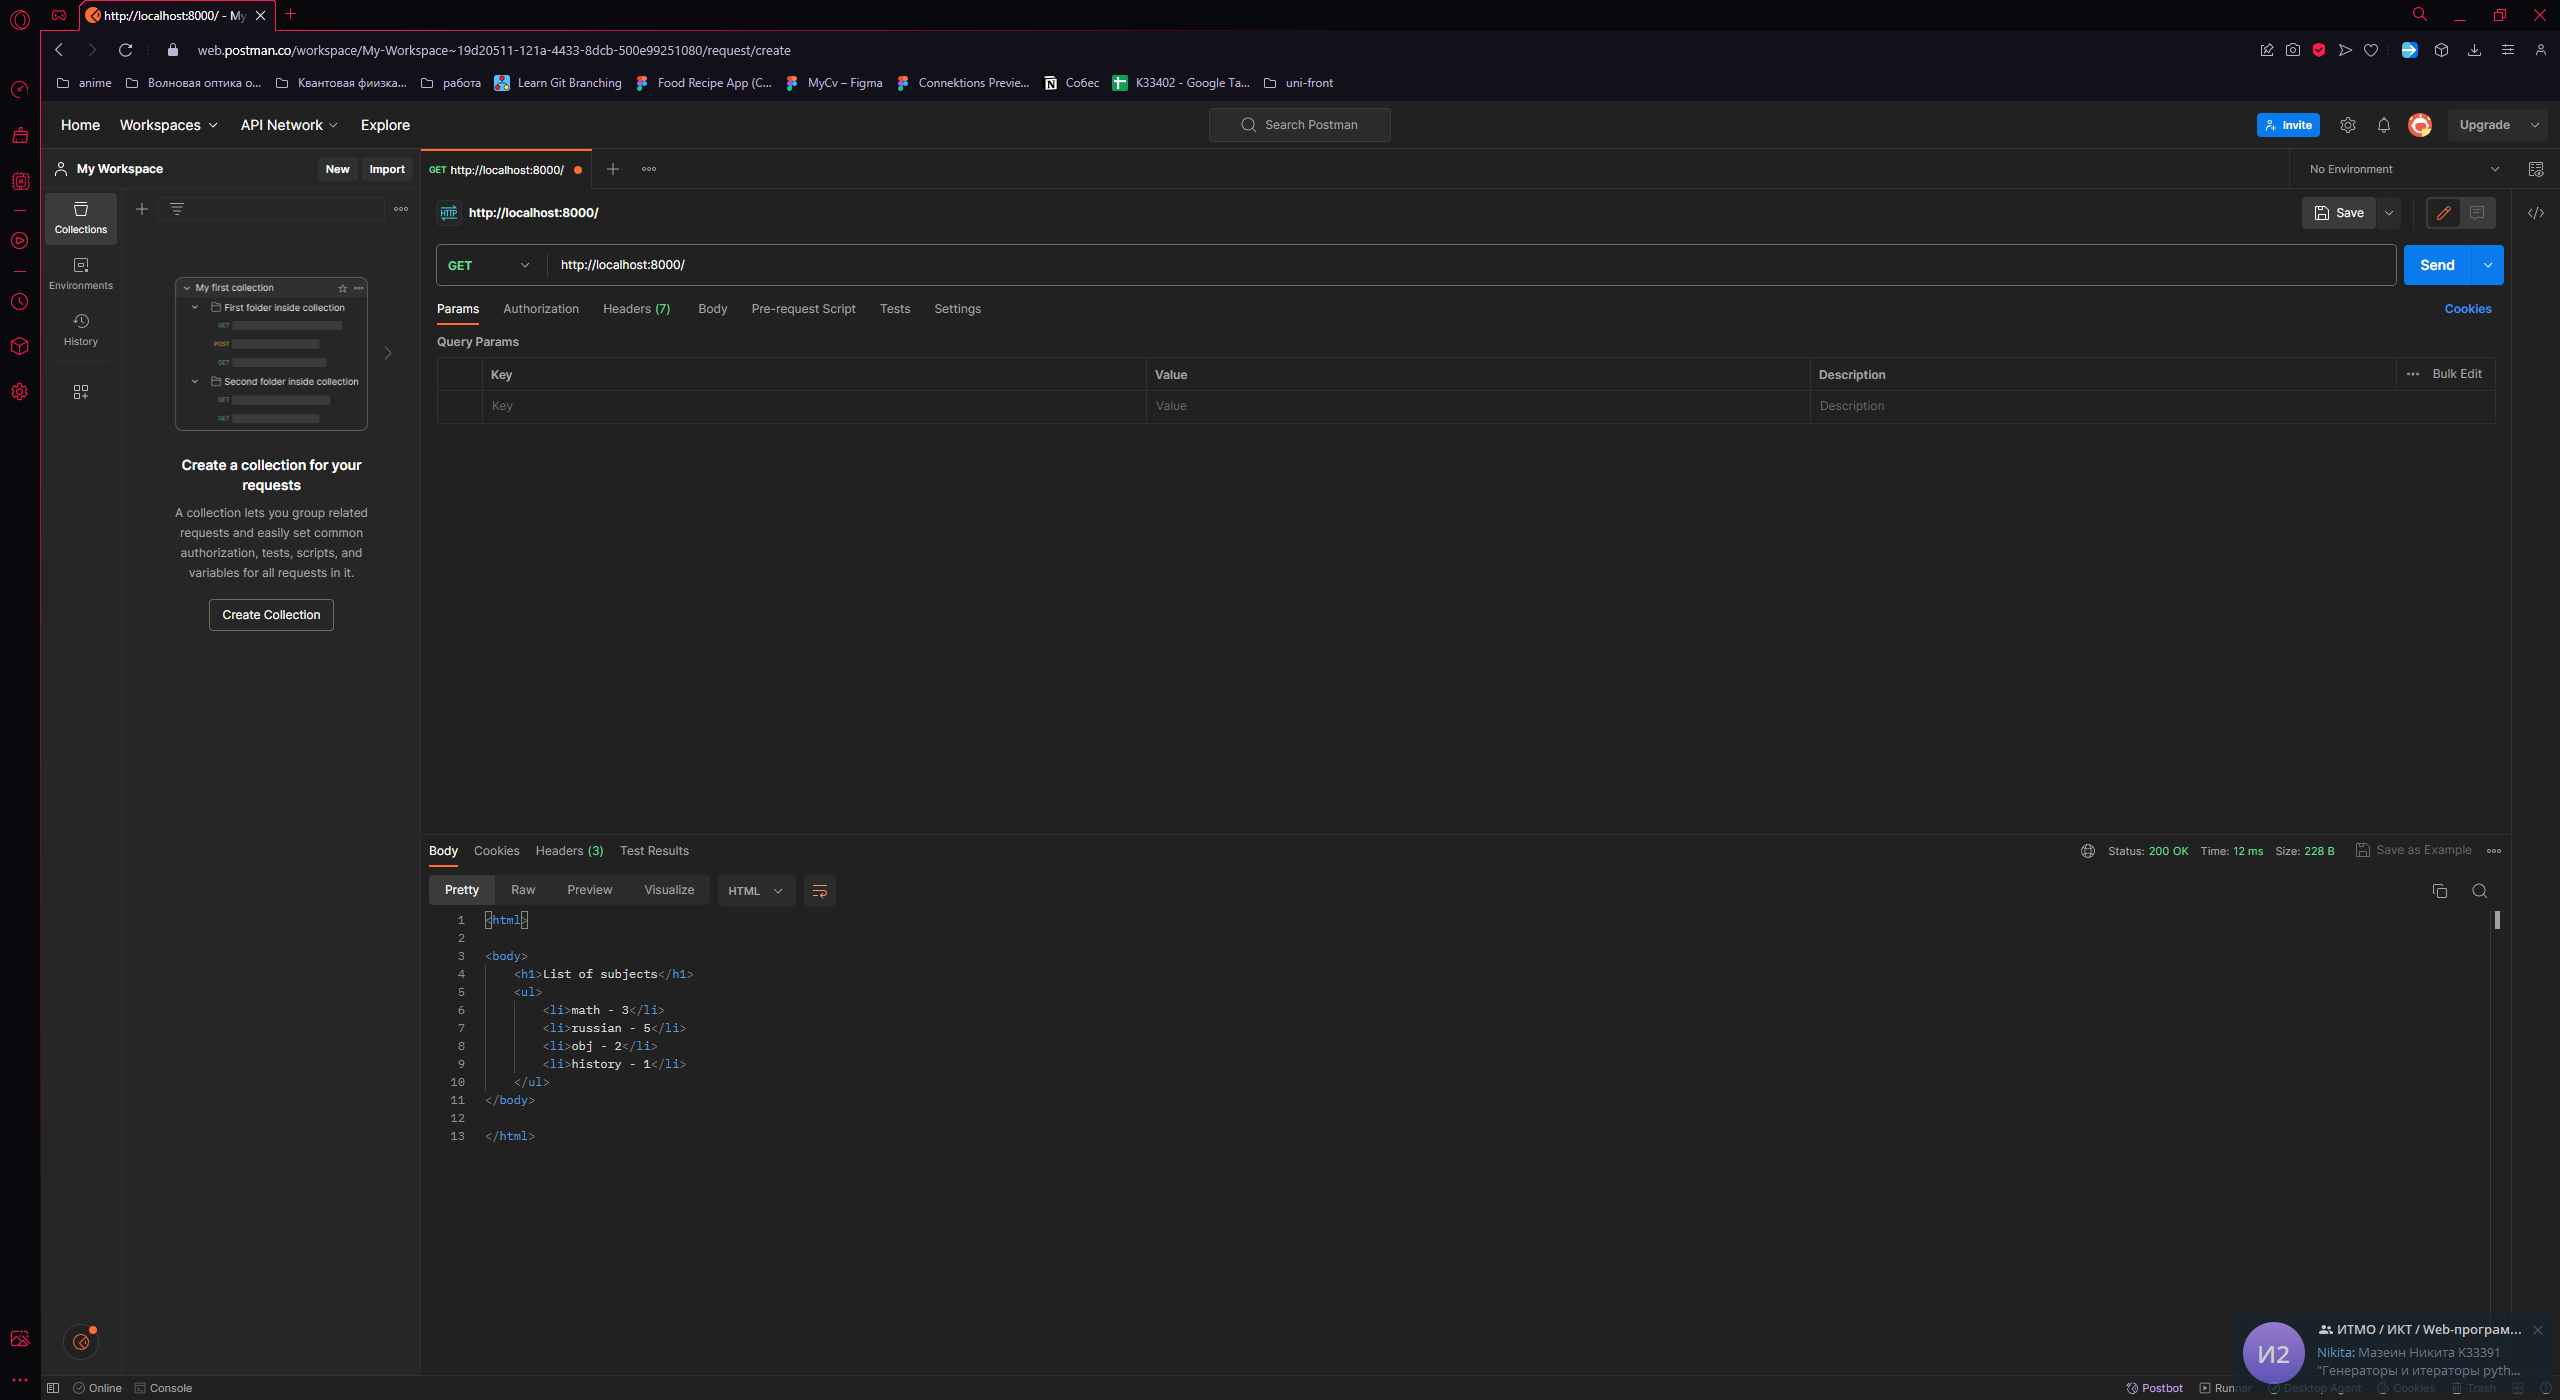 http://localhost:8000/ - My
web.postman.co/workspace/My-Workspace~19d20511-121a-4433-8dcb-500e99251080/request/create
anime
Волновая оптика о...
Квантовая фиизка...
работа
Learn Git Branching
Food Recipe App (C...
MyCv – Figma
Connektions Previe...
Собес
K33402 - Google Ta...
uni-front
Home
Workspaces
API Network
Explore
Search Postman
Invite
Upgrade
My Workspace
New
Import
GET http://localhost:8000/
No Environment
Collections
Environments
History
HTTP http://localhost:8000/
Save
GET
http://localhost:8000/
Send
Params
Authorization
Headers (7)
Body
Pre-request Script
Tests
Settings
Cookies
Query Params
Key
Value
Description
Bulk Edit
Key
Value
Description
My first collection
First folder inside collection
GET
POST
GET
Second folder inside collection
GET
GET
Create a collection for your
requests
A collection lets you group related
requests and easily set common
authorization, tests, scripts, and
variables for all requests in it.
Create Collection
Body
Cookies
Headers (3)
Test Results
Status: 200 OK
Time: 12 ms
Size: 228 B
Save as Example
Pretty
Raw
Preview
Visualize
HTML
1 <html>
2
3 <body>
4 <h1>List of subjects</h1>
5 <ul>
6 <li>math - 3</li>
7 <li>russian - 5</li>
8 <li>obj - 2</li>
9 <li>history - 1</li>
10 </ul>
11 </body>
12
13 </html>
И2
ИТМО / ИКТ / Web-програм...
Nikita: Мазеин Никита K33391
"Генераторы и итераторы pyth...
Online
Console
Postbot
Runner
Desktop Agent
Cookies
Trash